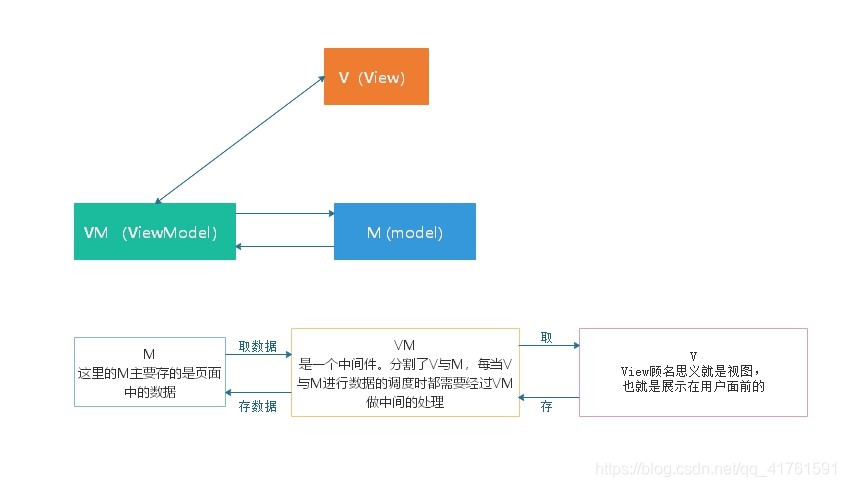 V（View）
VM （ViewModel）
M (model)
M
这里的M主要存的是页面
中的数据
取数据
存数据
VM
是一个中间件。分割了V与M，每当V
与M进行数据的调度时都需要经过VM
做中间的处理
取
存
V
View顾名思义就是视图，
也就是展示在用户面前的
https://blog.csdn.net/qq_41761591